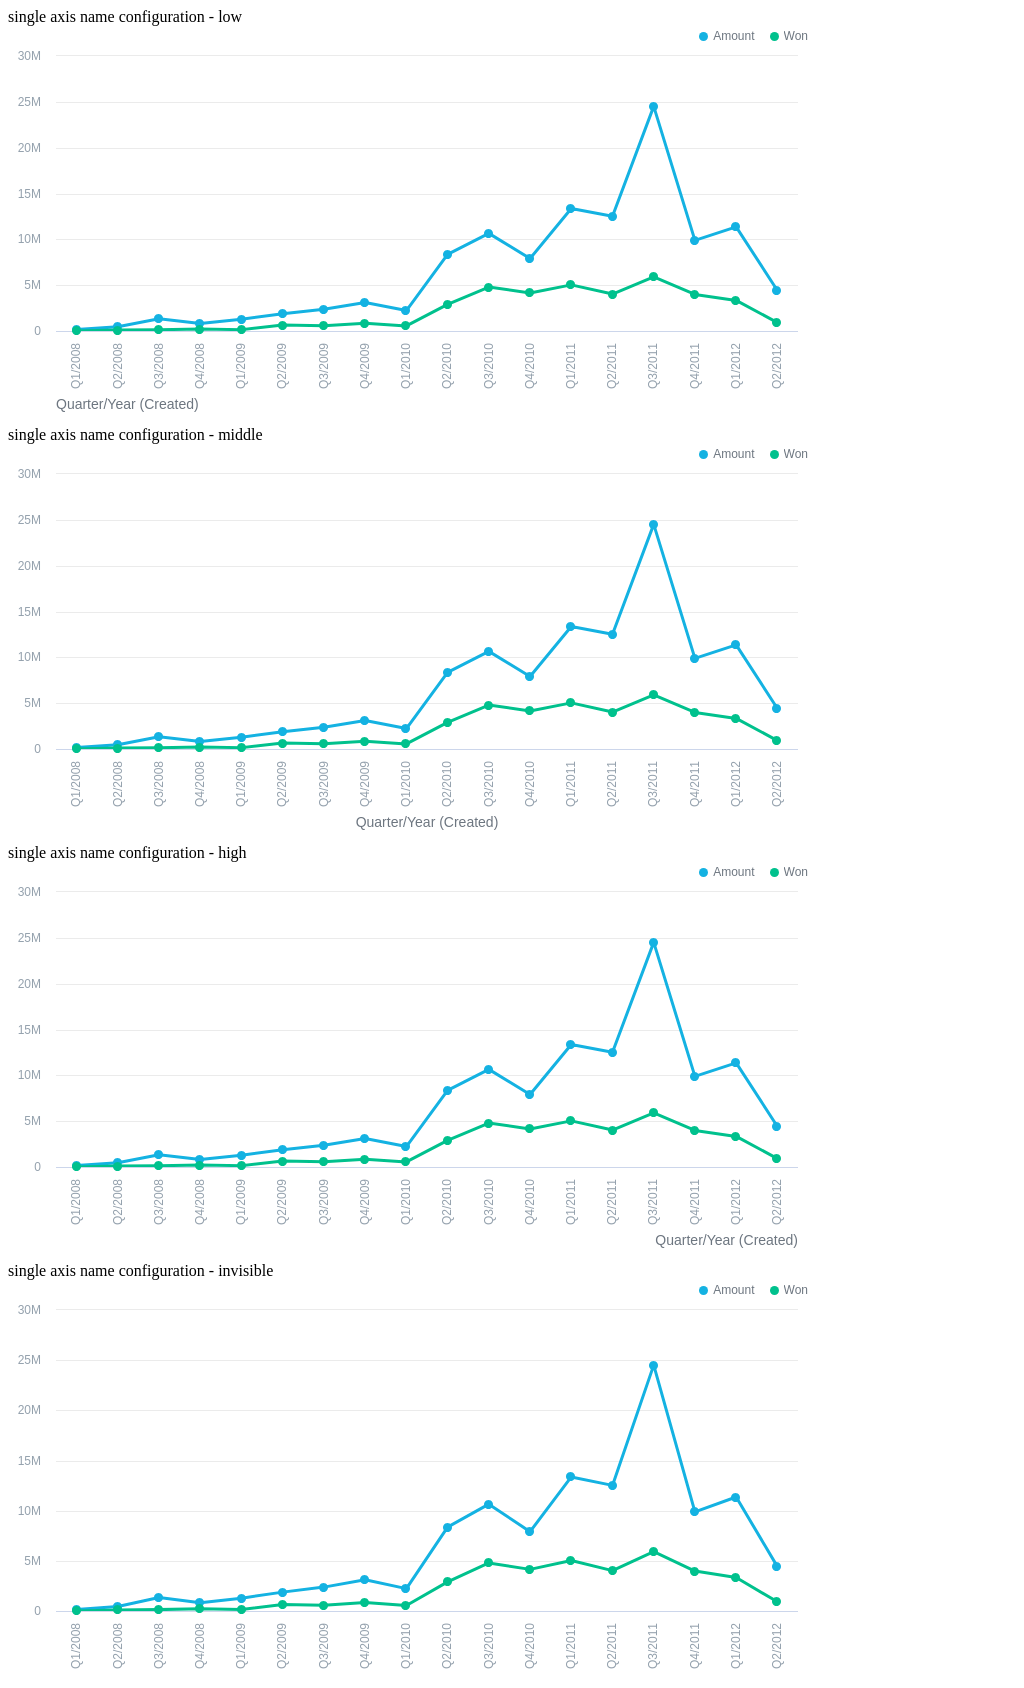 single axis name configuration - low
Amount Won
30M
25M
20M
15M
10M
5M
0
Q1/2008 Q2/2008 Q3/2008 Q4/2008 Q1/2009 Q2/2009 Q3/2009 Q4/2009 Q1/2010 Q2/2010 Q3/2010 Q4/2010 Q1/2011 Q2/2011 Q3/2011 Q4/2011 Q1/2012 Q2/2012
Quarter/Year (Created)
single axis name configuration - middle
Amount Won
30M
25M
20M
15M
10M
5M
0
Q1/2008 Q2/2008 Q3/2008 Q4/2008 Q1/2009 Q2/2009 Q3/2009 Q4/2009 Q1/2010 Q2/2010 Q3/2010 Q4/2010 Q1/2011 Q2/2011 Q3/2011 Q4/2011 Q1/2012 Q2/2012
Quarter/Year (Created)
single axis name configuration - high
Amount Won
30M
25M
20M
15M
10M
5M
0
Q1/2008 Q2/2008 Q3/2008 Q4/2008 Q1/2009 Q2/2009 Q3/2009 Q4/2009 Q1/2010 Q2/2010 Q3/2010 Q4/2010 Q1/2011 Q2/2011 Q3/2011 Q4/2011 Q1/2012 Q2/2012
Quarter/Year (Created)
single axis name configuration - invisible
Amount Won
30M
25M
20M
15M
10M
5M
0
Q1/2008 Q2/2008 Q3/2008 Q4/2008 Q1/2009 Q2/2009 Q3/2009 Q4/2009 Q1/2010 Q2/2010 Q3/2010 Q4/2010 Q1/2011 Q2/2011 Q3/2011 Q4/2011 Q1/2012 Q2/2012